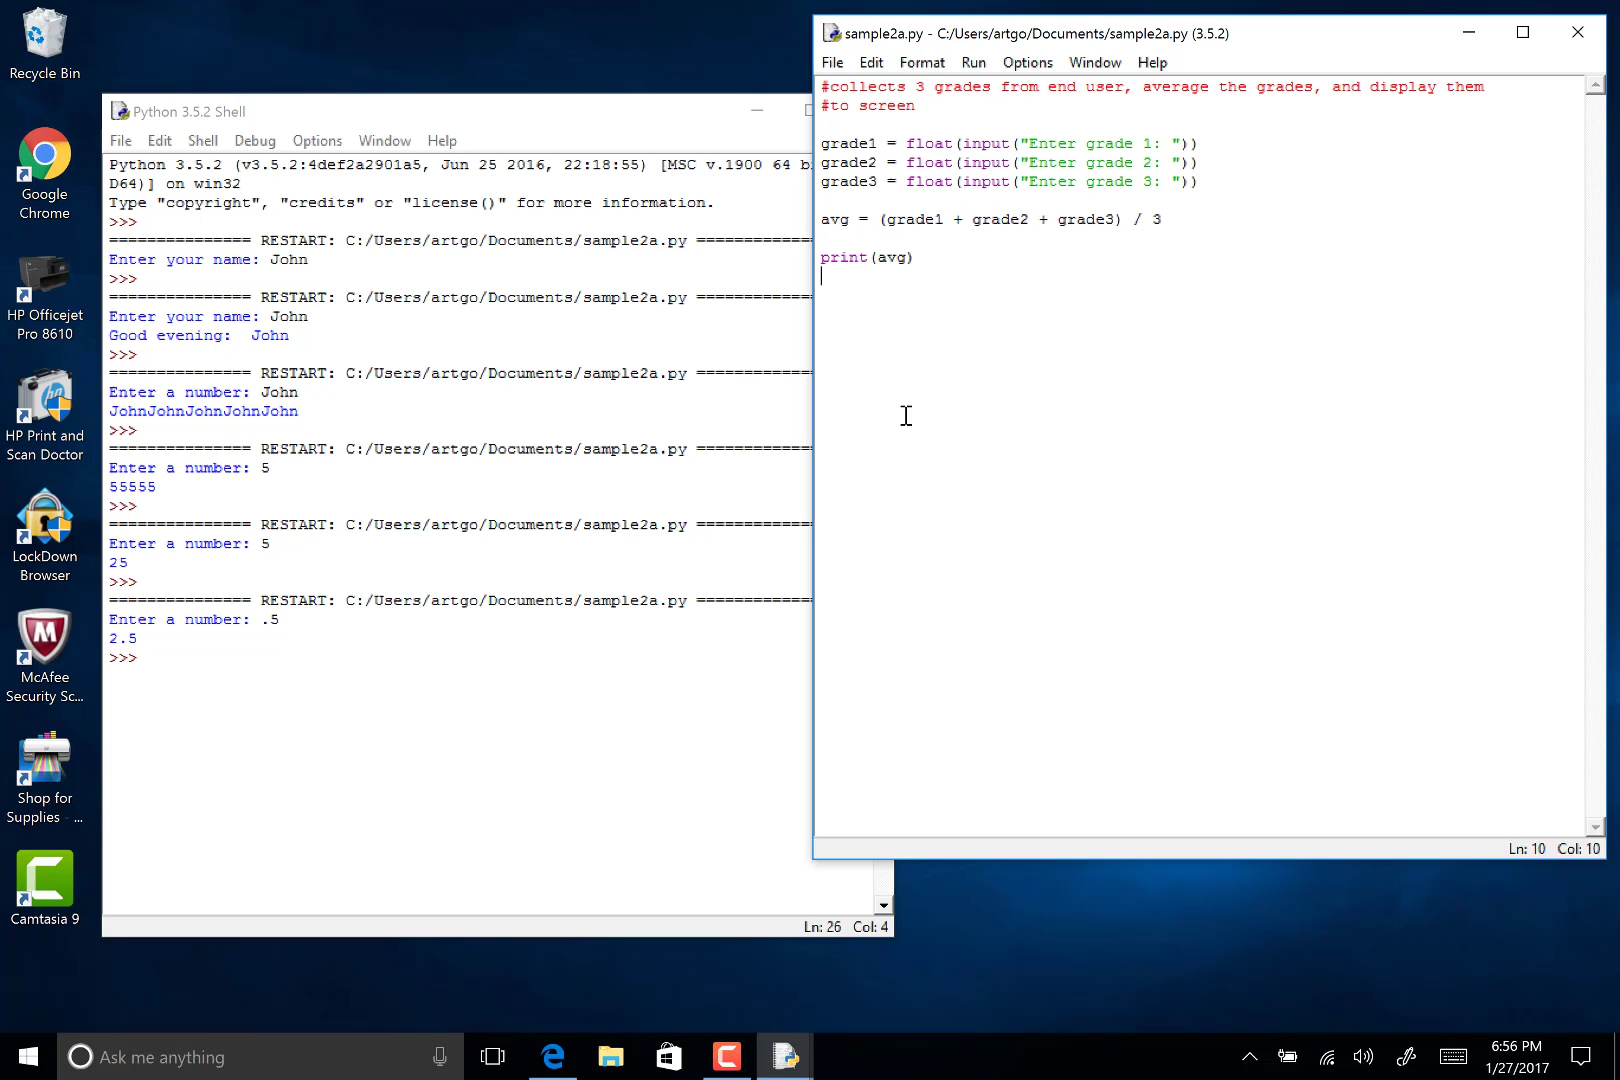 Recycle Bin
Google
Chrome
HP Officejet
Pro 8610
HP Print and
Scan Doctor
LockDown
Browser
McAfee
Security Sc...
Shop for
Supplies - ...
Camtasia 9
Python 3.5.2 Shell
File Edit Shell Debug Options Window Help
Python 3.5.2 (v3.5.2:4def2a2901a5, Jun 25 2016, 22:18:55) [MSC v.1900 64 bi
D64)] on win32
Type "copyright", "credits" or "license()" for more information.
>>>
=============== RESTART: C:/Users/artgo/Documents/sample2a.py =============
Enter your name: John
>>>
=============== RESTART: C:/Users/artgo/Documents/sample2a.py =============
Enter your name: John
Good evening:  John
>>>
=============== RESTART: C:/Users/artgo/Documents/sample2a.py =============
Enter a number: John
JohnJohnJohnJohnJohn
>>>
=============== RESTART: C:/Users/artgo/Documents/sample2a.py =============
Enter a number: 5
55555
>>>
=============== RESTART: C:/Users/artgo/Documents/sample2a.py =============
Enter a number: 5
25
>>>
=============== RESTART: C:/Users/artgo/Documents/sample2a.py =============
Enter a number: .5
2.5
>>>
Ln: 26 Col: 4
sample2a.py - C:/Users/artgo/Documents/sample2a.py (3.5.2)
File Edit Format Run Options Window Help
#collects 3 grades from end user, average the grades, and display them
#to screen
grade1 = float(input("Enter grade 1: "))
grade2 = float(input("Enter grade 2: "))
grade3 = float(input("Enter grade 3: "))
avg = (grade1 + grade2 + grade3) / 3
print(avg)
Ln: 10 Col: 10
Ask me anything
6:56 PM
1/27/2017